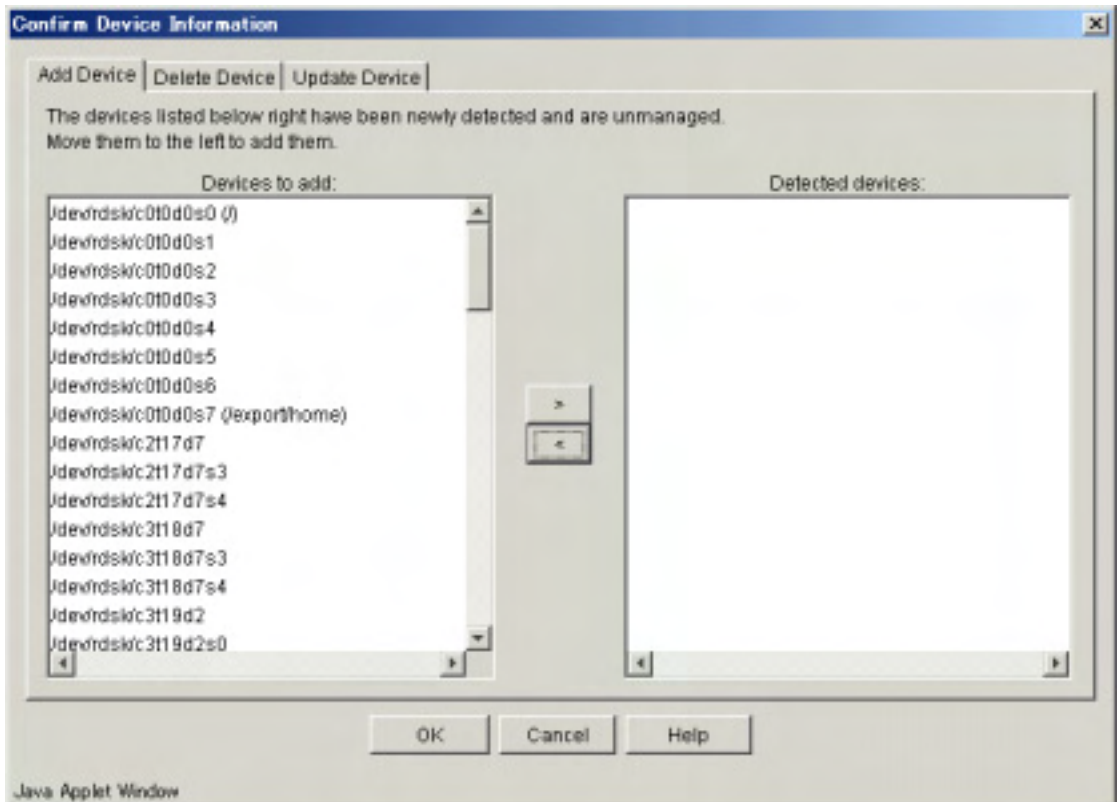 Confirm Device Information
Add Device
Delete Device
Update Device
The devices listed below right have been newly detected and are unmanaged.
Move them to the left to add them.
Devices to add:
/dev/rdsk/c0t0d0s0 (/)
/dev/rdsk/c0t0d0s1
/dev/rdsk/c0t0d0s2
/dev/rdsk/c0t0d0s3
/dev/rdsk/c0t0d0s4
/dev/rdsk/c0t0d0s5
/dev/rdsk/c0t0d0s6
/dev/rdsk/c0t0d0s7 (/export/home)
/dev/rdsk/c2t17d7
/dev/rdsk/c2t17d7s3
/dev/rdsk/c2t17d7s4
/dev/rdsk/c3t18d7
/dev/rdsk/c3t18d7s3
/dev/rdsk/c3t18d7s4
/dev/rdsk/c3t19d2
/dev/rdsk/c3t19d2s0
>
<
Detected devices:
OK
Cancel
Help
Java Applet Window